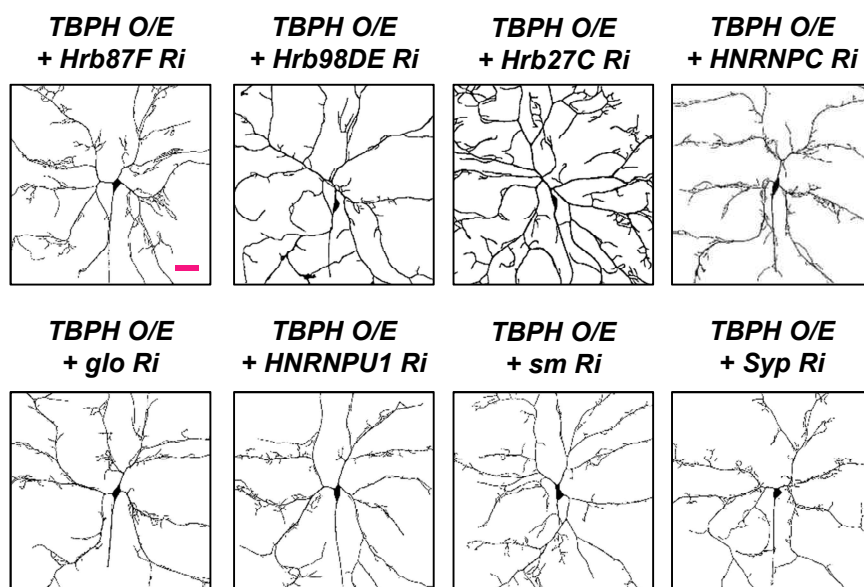 TBPH O/E TBPH O/E TBPH O/E TBPH O/E
+ Hrb87F Ri + Hrb98DE Ri + Hrb27C Ri + HNRNPC Ri
TBPH O/E TBPH O/E TBPH O/E TBPH O/E
+ glo Ri + HNRNPU1 Ri + sm Ri + Syp Ri